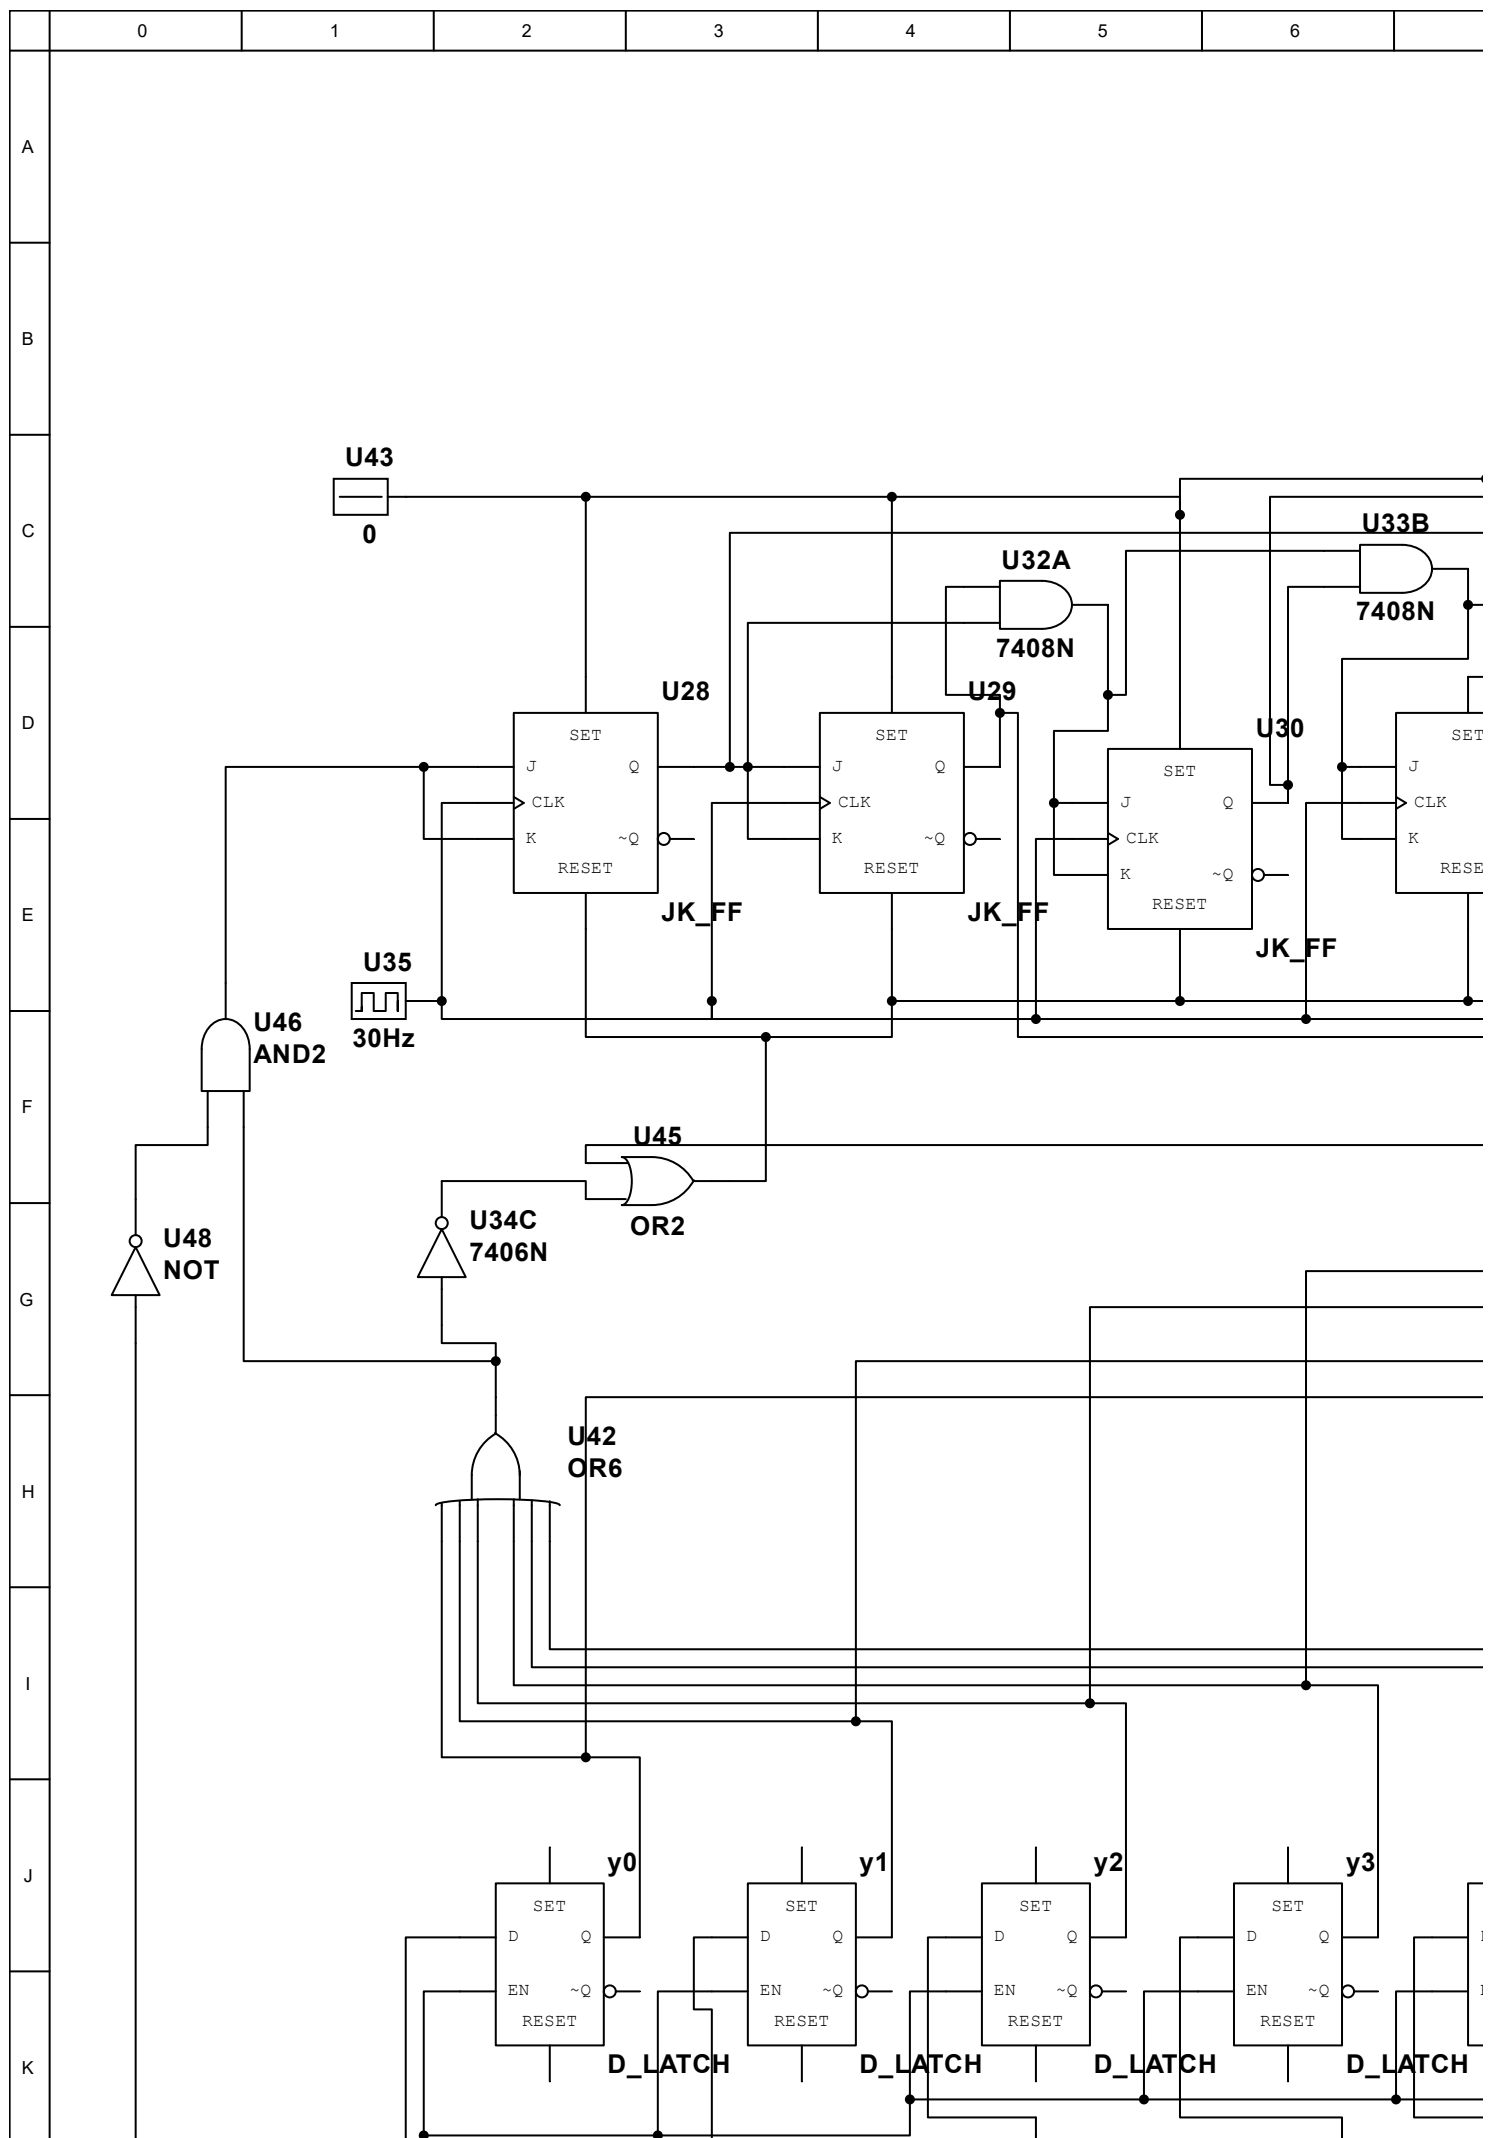 0 1 2 3 4 5 6
A
B
U43
C
U33B
0
U32A
7408N
7408N
U28
U29
D
U30
SET
SET
SET
SET
J Q
J Q
J Q
J
CLK
CLK
CLK
CLK
K ~Q
K ~Q
K ~Q
K
RESET
RESET
RESET
RESE
E
JK_FF
JK_FF
JK_FF
U35
U46
30Hz
AND2
F
U45
U34C
OR2
U48
7406N
NOT
G
U42
OR6
H
I
y0
y1
y2
y3
J
SET
SET
SET
SET
D Q
D Q
D Q
D Q
EN ~Q
EN ~Q
EN ~Q
EN ~Q
RESET
RESET
RESET
RESET
K
D_LATCH
D_LATCH
D_LATCH
D_LATCH